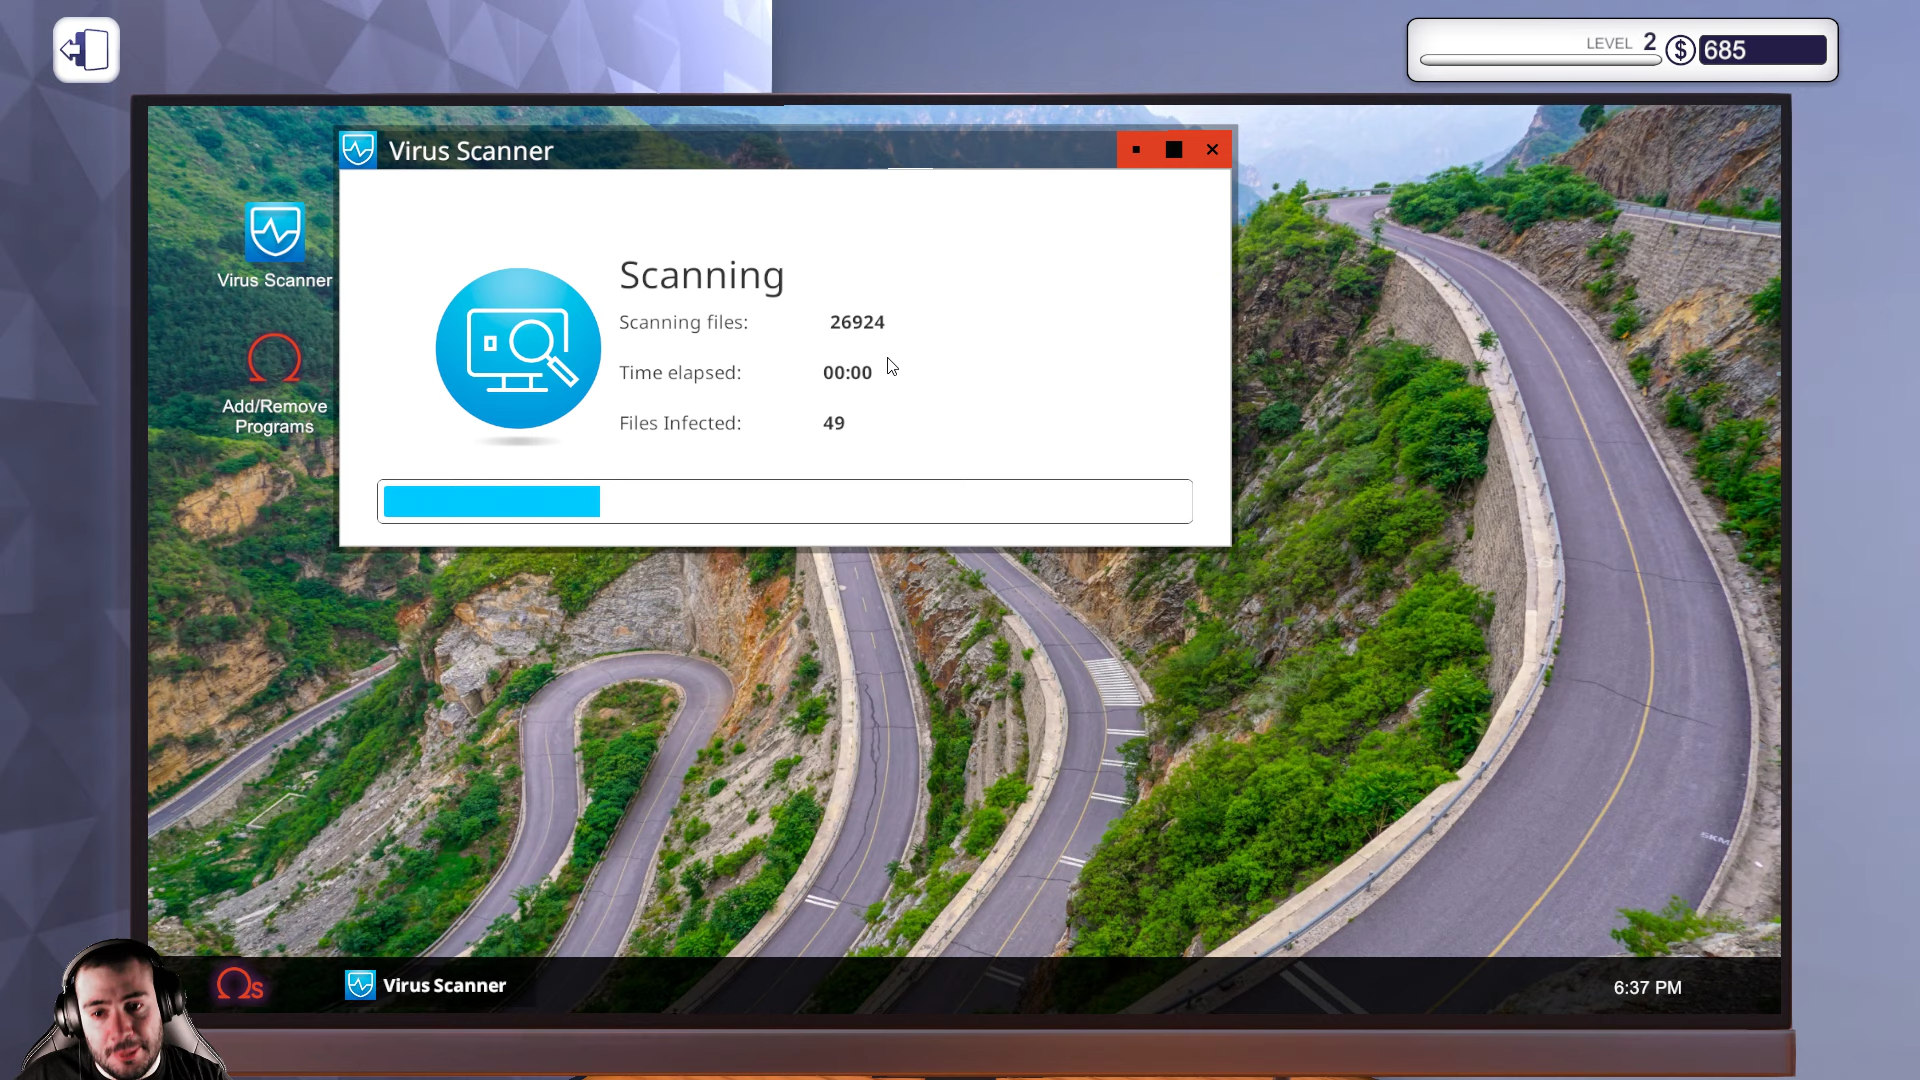 LEVEL 2 $ 685
Virus Scanner
Scanning
Scanning files: 26924
Time elapsed: 00:00
Files Infected: 49
Virus Scanner
Add/Remove
Programs
Ωs
Virus Scanner
6:37 PM